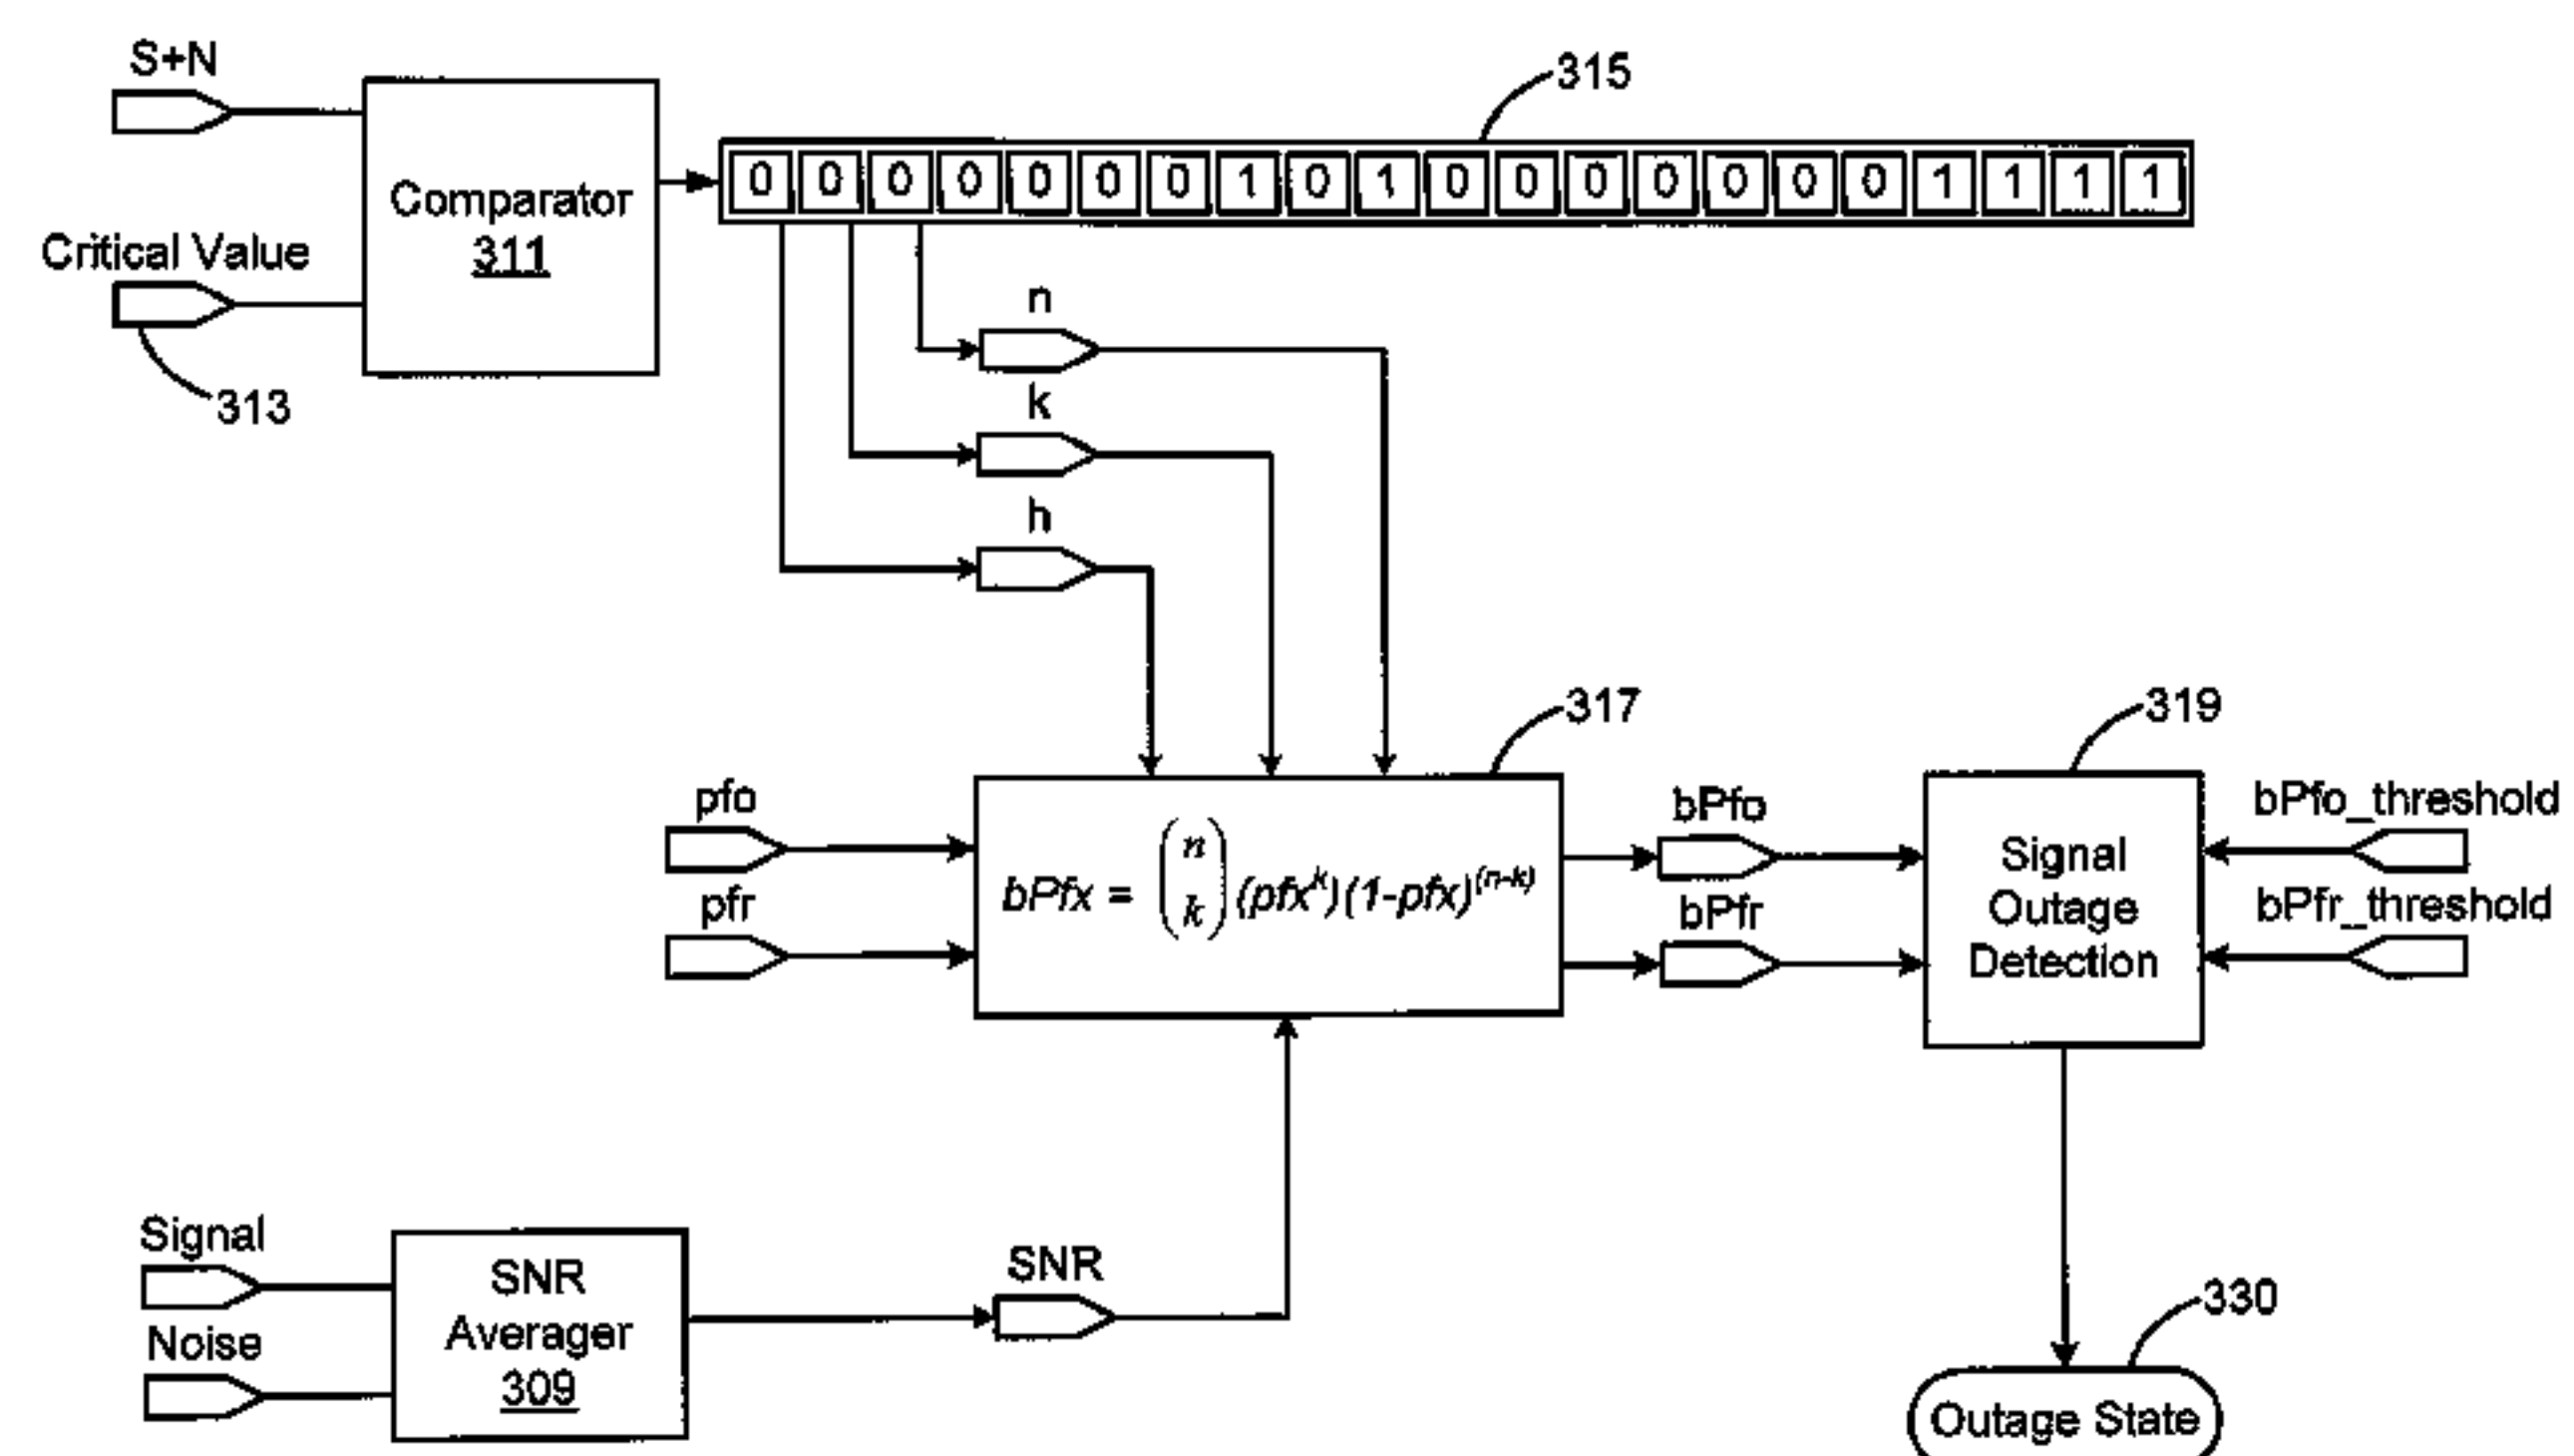 S+N
Critical Value
313
Comparator
311
315
0 0 0 0 0 0 0 1 0 1 0 0 0 0 0 0 0 1 1 1 1
n
k
h
317
pfo
pfr
bPfx = (n k) (pfx^k)(1-pfx)^(n-k)
bPfo
bPfr
319
Signal
Outage
Detection
bPfo_threshold
bPfr_threshold
Signal
Noise
SNR
Averager
309
SNR
330
Outage State